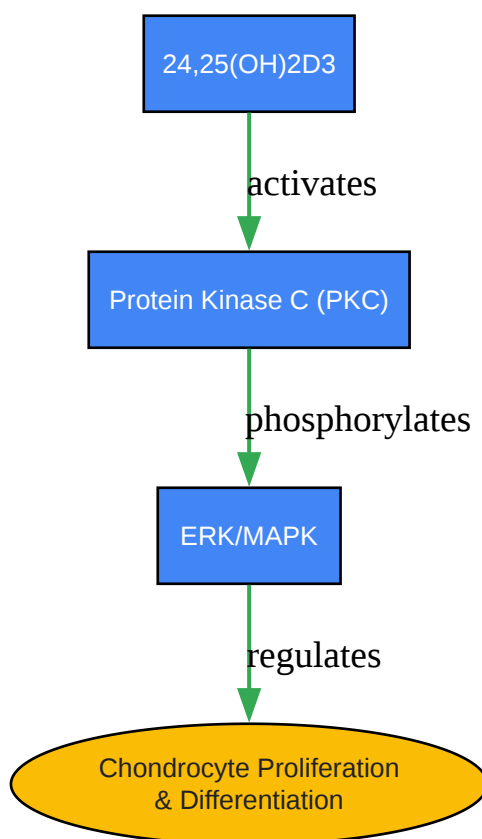 24,25(OH)2D3
activates
Protein Kinase C (PKC)
phosphorylates
ERK/MAPK
regulates
Chondrocyte Proliferation
& Differentiation